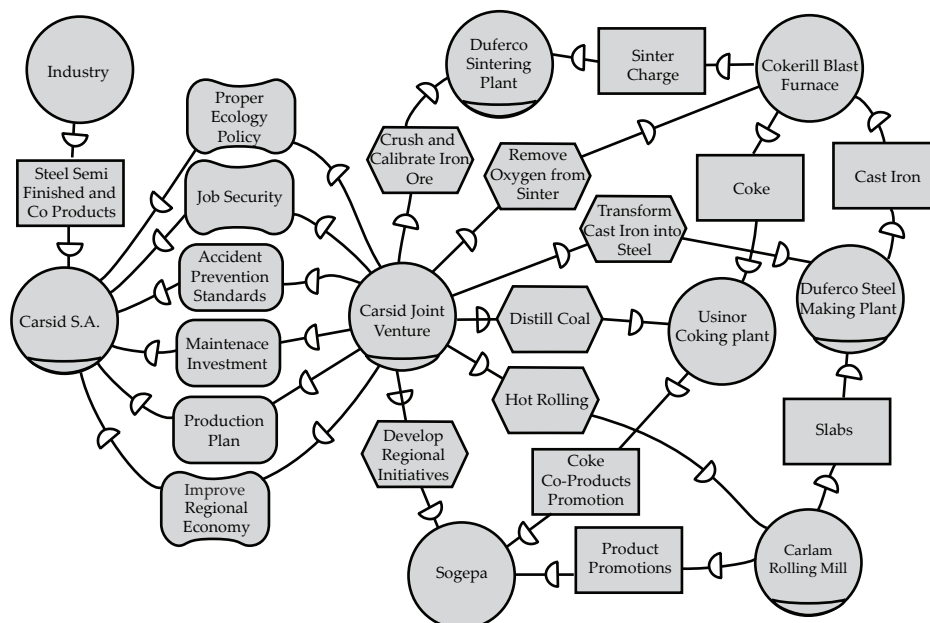 Industry
Steel Semi
Finished and
Co Products
Carsid S.A.
Proper
Ecology
Policy
Job Security
Accident
Prevention
Standards
Maintenace
Investment
Production
Plan
Improve
Regional
Economy
Carsid Joint
Venture
Crush and
Calibrate Iron
Ore
Duferco
Sintering
Plant
Sinter
Charge
Cokerill Blast
Furnace
Remove
Oxygen from
Sinter
Transform
Cast Iron into
Steel
Coke
Cast Iron
Distill Coal
Usinor
Coking plant
Duferco Steel
Making Plant
Hot Rolling
Develop
Regional
Initiatives
Coke
Co-Products
Promotion
Slabs
Sogepa
Product
Promotions
Carlam
Rolling Mill